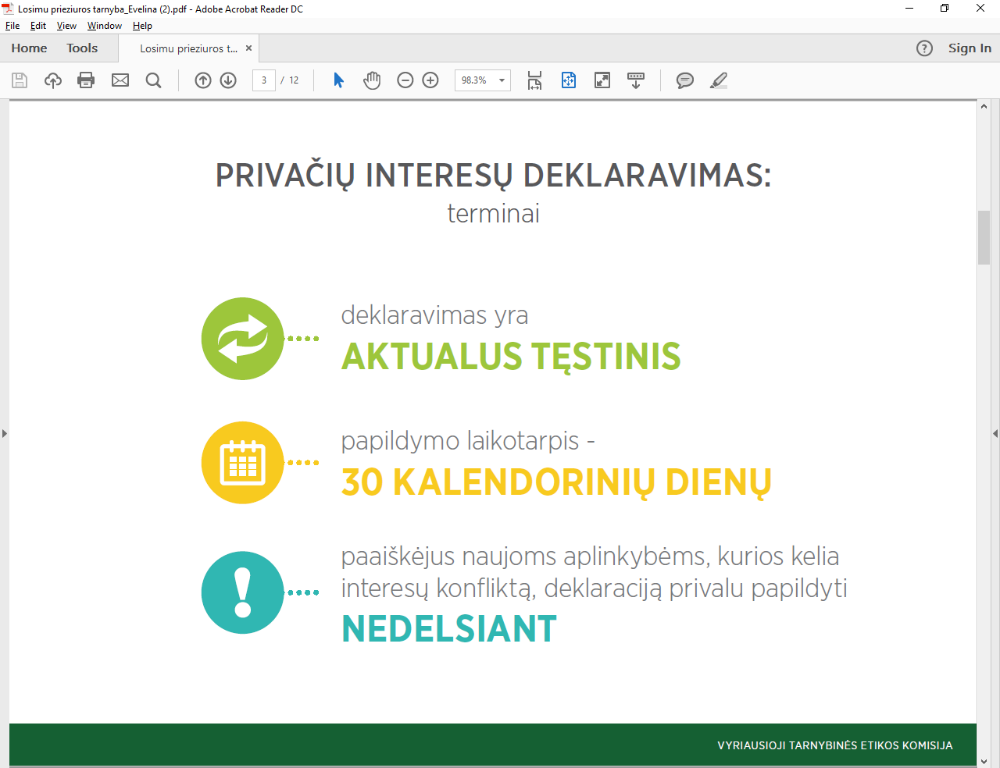 Losimu prieziuros tarnyba_Evelina (2).pdf - Adobe Acrobat Reader DC
File Edit View Window Help
Home Tools Losimu prieziuros t... × ? Sign In
3 / 12 98.3%
PRIVAČIŲ INTERESŲ DEKLARAVIMAS:
terminai
deklaravimas yra
AKTUALUS TĘSTINIS
papildymo laikotarpis -
30 KALENDORINIŲ DIENŲ
paaiškėjus naujoms aplinkybėms, kurios kelia
interesų konfliktą, deklaraciją privalu papildyti
NEDELSIANT
VYRIAUSIOJI TARNYBINĖS ETIKOS KOMISIJA